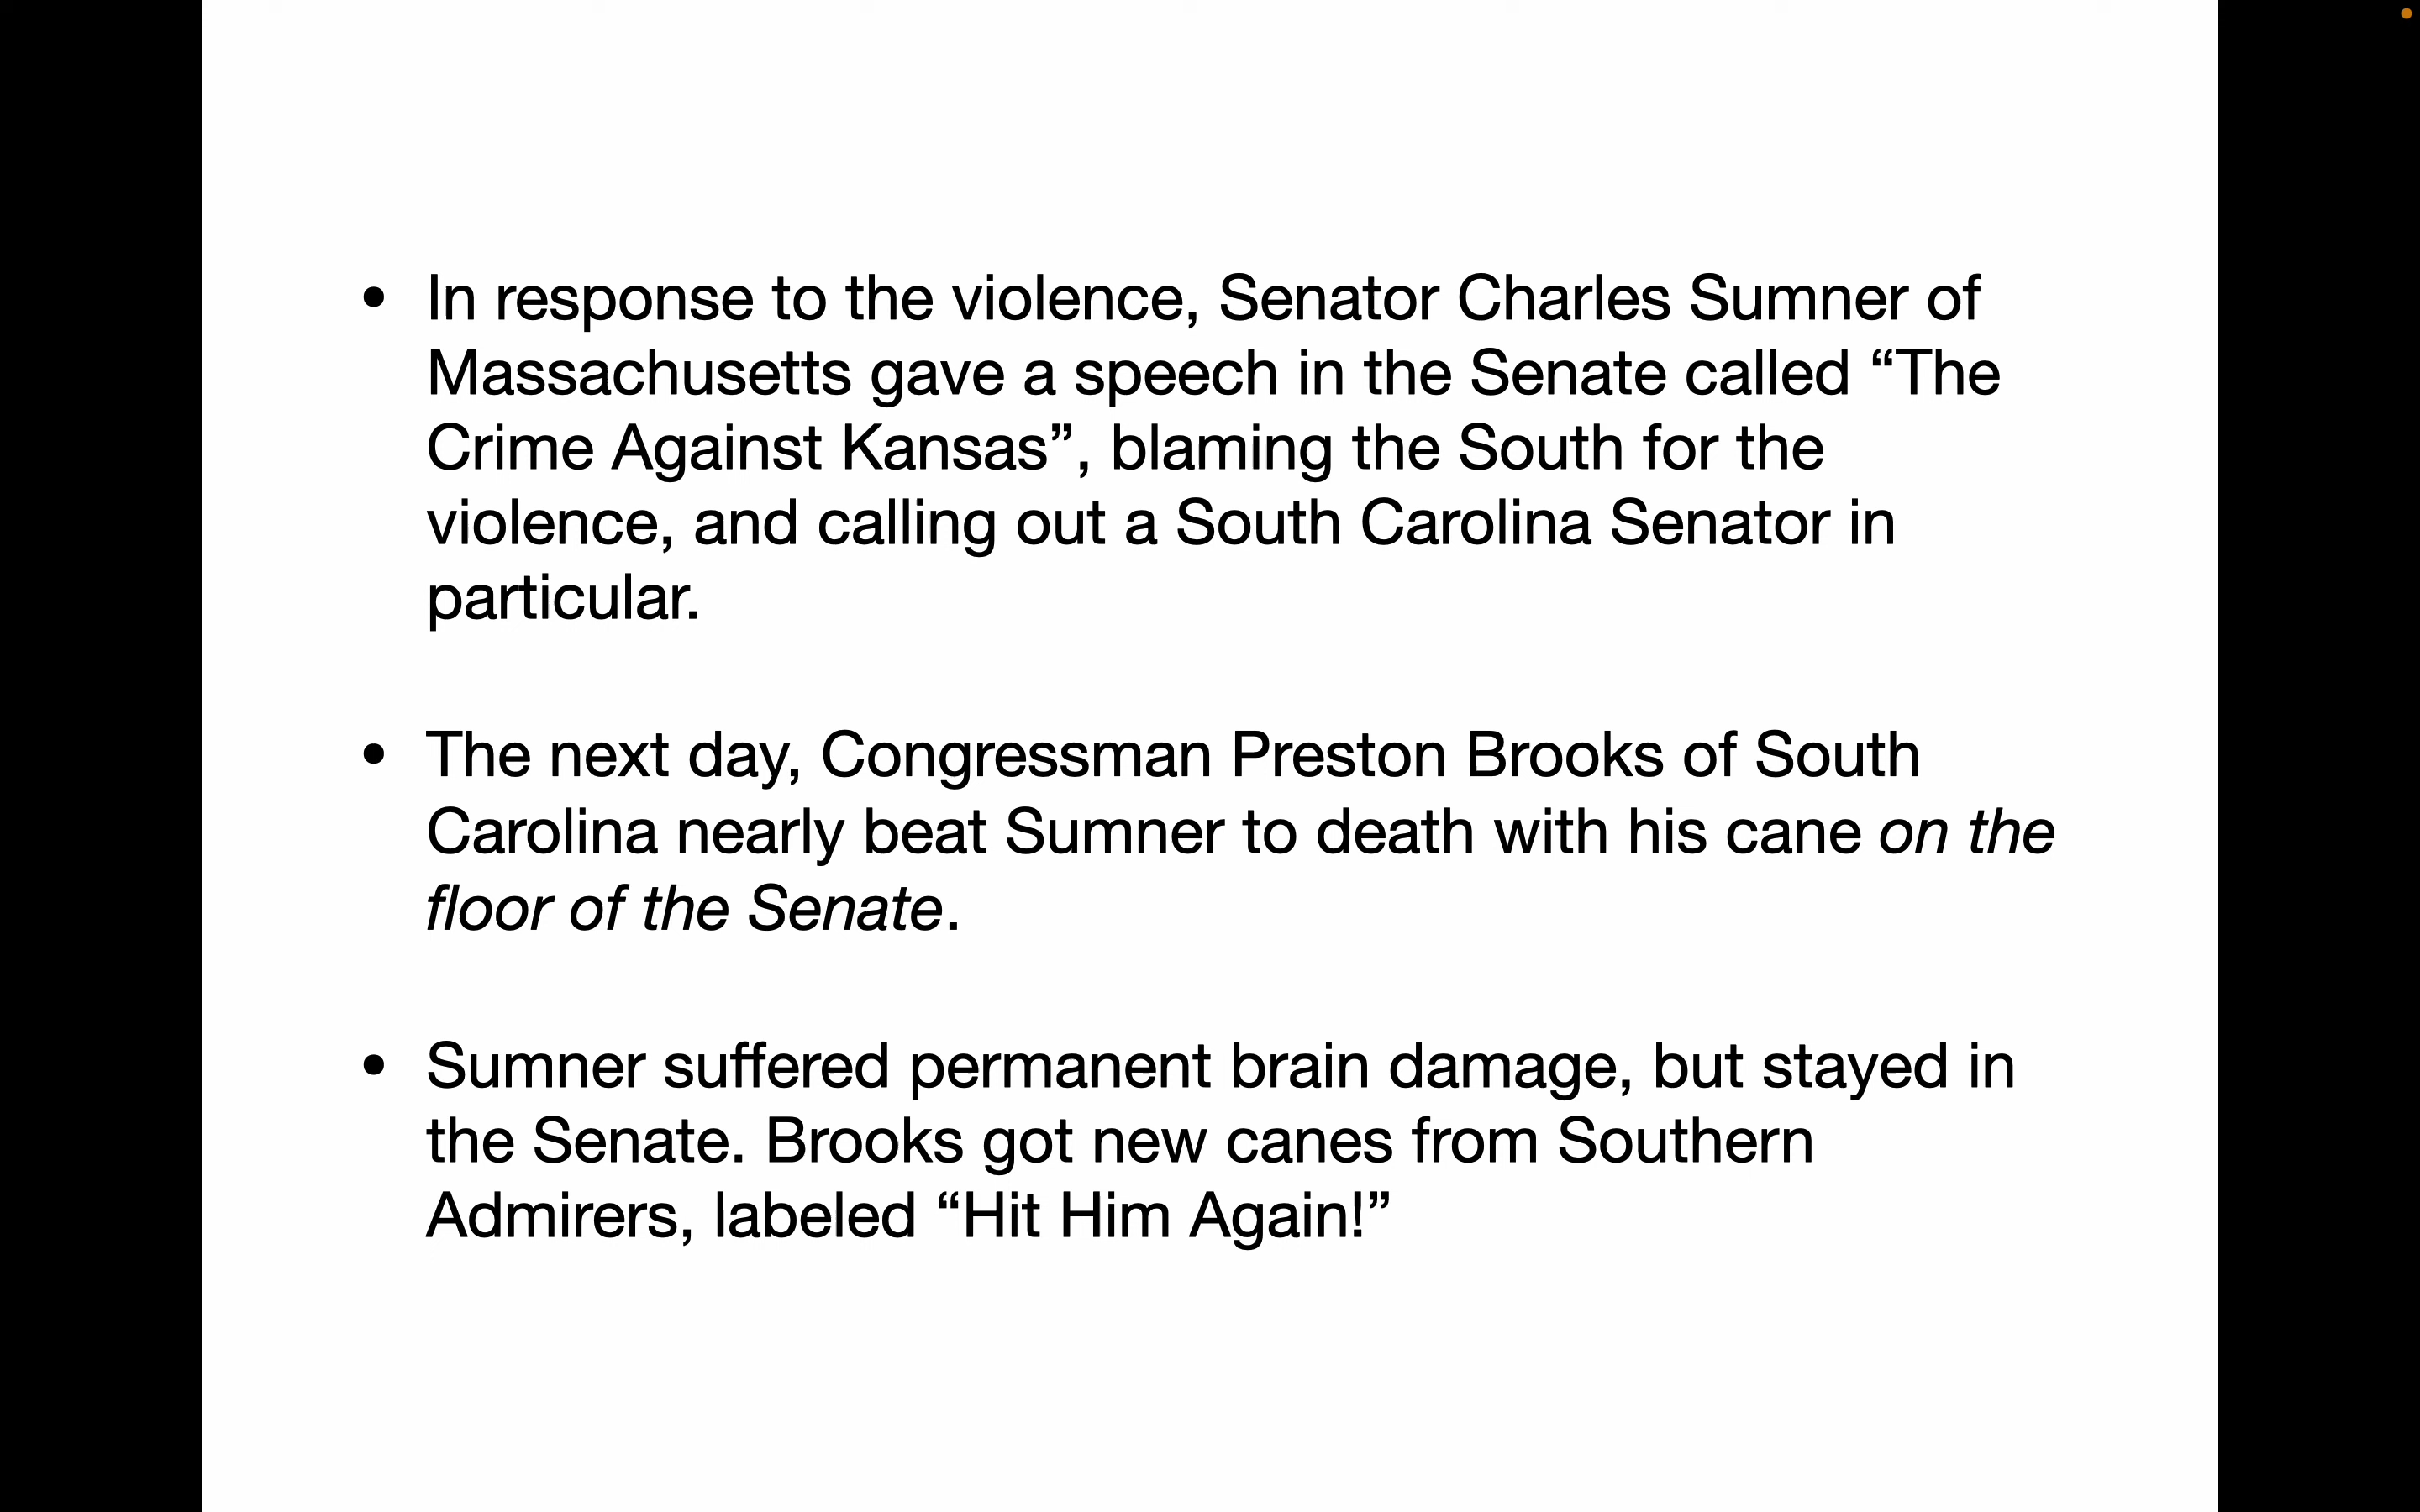 • In response to the violence, Senator Charles Sumner of
Massachusetts gave a speech in the Senate called “The
Crime Against Kansas”, blaming the South for the
violence, and calling out a South Carolina Senator in
particular.
• The next day, Congressman Preston Brooks of South
Carolina nearly beat Sumner to death with his cane on the
floor of the Senate.
• Sumner suffered permanent brain damage, but stayed in
the Senate. Brooks got new canes from Southern
Admirers, labeled “Hit Him Again!”